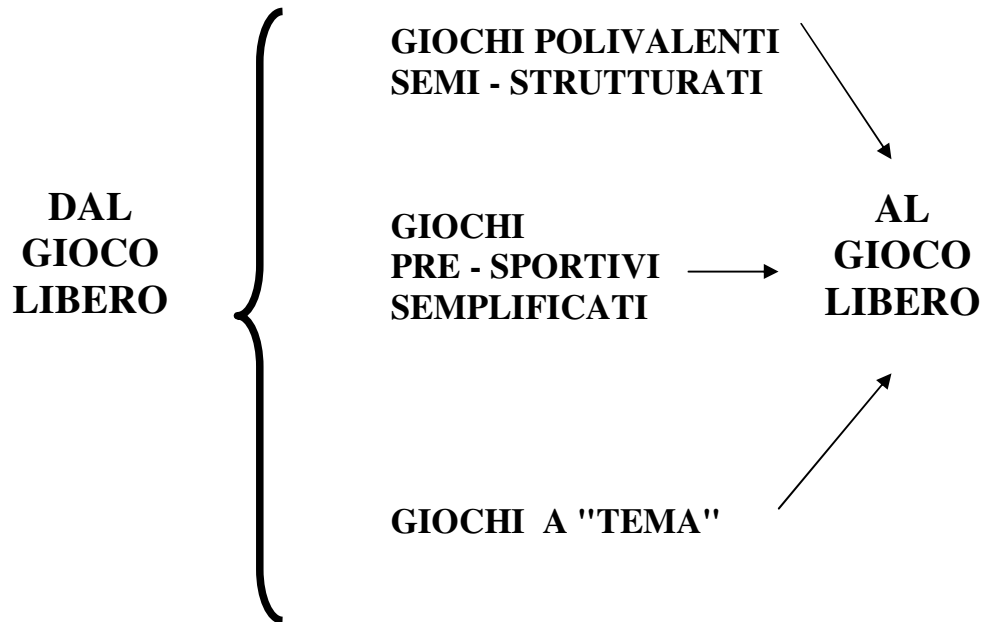 DAL
GIOCO
LIBERO
GIOCHI POLIVALENTI
SEMI - STRUTTURATI
GIOCHI
PRE - SPORTIVI
SEMPLIFICATI
GIOCHI A "TEMA"
AL
GIOCO
LIBERO